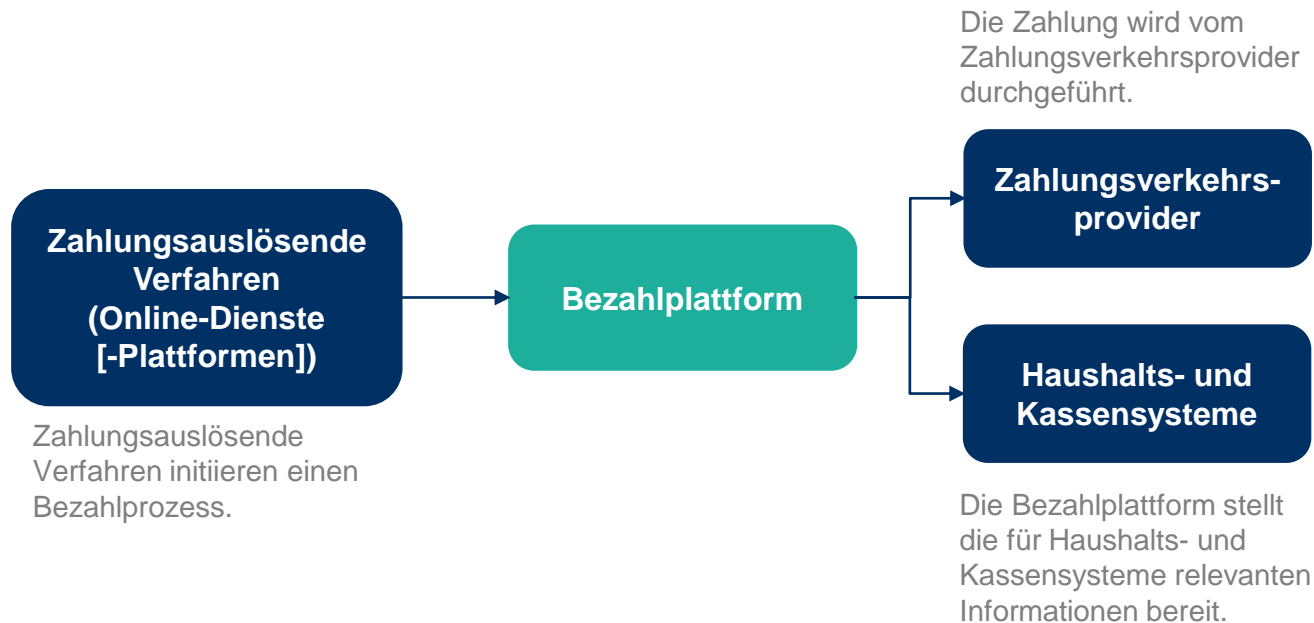 Die Zahlung wird vom
Zahlungsverkehrsprovider
durchgeführt.
Zahlungsverkehrs-
provider
Zahlungsauslösende
Verfahren
(Online-Dienste
[-Plattformen])
Bezahlplattform
Haushalts- und
Kassensysteme
Zahlungsauslösende
Verfahren initiieren einen
Bezahlprozess.
Die Bezahlplattform stellt
die für Haushalts- und
Kassensysteme relevanten
Informationen bereit.